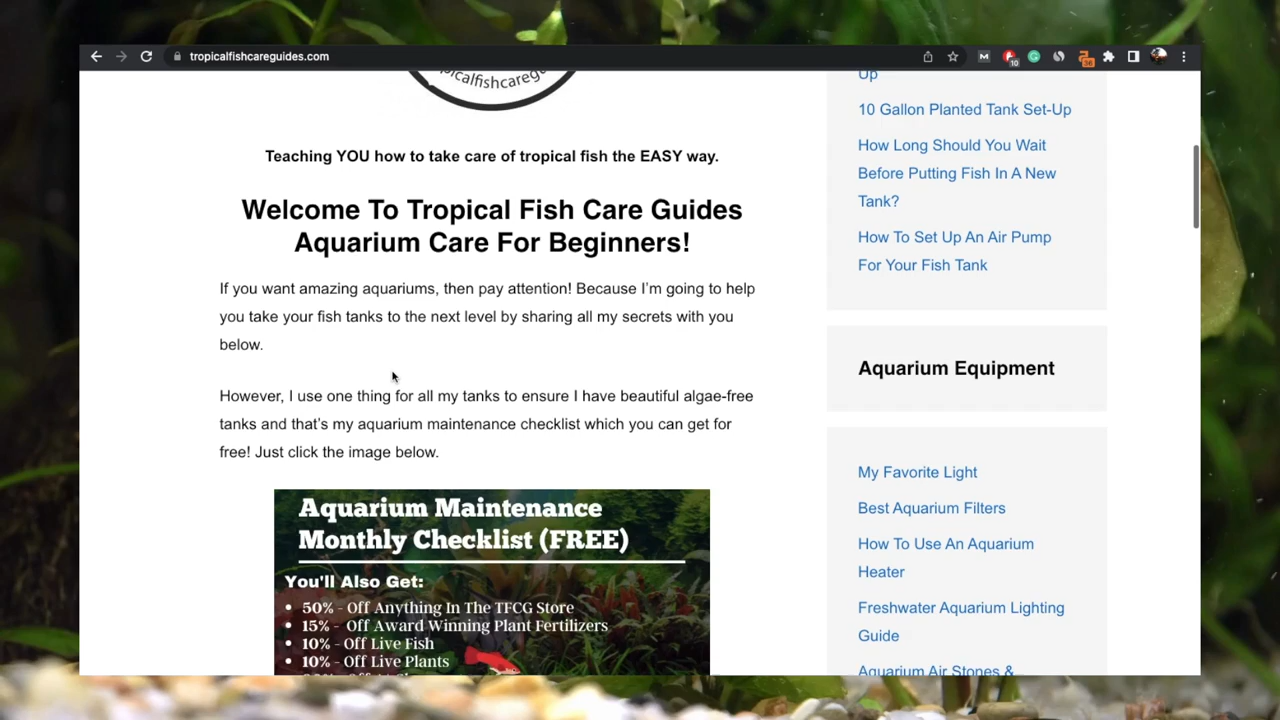 tropicalfishcareguides.com
10
36
Teaching YOU how to take care of tropical fish the EASY way.
Welcome To Tropical Fish Care Guides
Aquarium Care For Beginners!
If you want amazing aquariums, then pay attention! Because I'm going to help
you take your fish tanks to the next level by sharing all my secrets with you
below.
However, I use one thing for all my tanks to ensure I have beautiful algae-free
tanks and that's my aquarium maintenance checklist which you can get for
free! Just click the image below.
Aquarium Maintenance
Monthly Checklist (FREE)
You'll Also Get:
• 50% - Off Anything In The TFCG Store
• 15% - Off Award Winning Plant Fertilizers
• 10% - Off Live Fish
• 10% - Off Live Plants
Up
10 Gallon Planted Tank Set-Up
How Long Should You Wait
Before Putting Fish In A New
Tank?
How To Set Up An Air Pump
For Your Fish Tank
Aquarium Equipment
My Favorite Light
Best Aquarium Filters
How To Use An Aquarium
Heater
Freshwater Aquarium Lighting
Guide
Aquarium Air Stones &